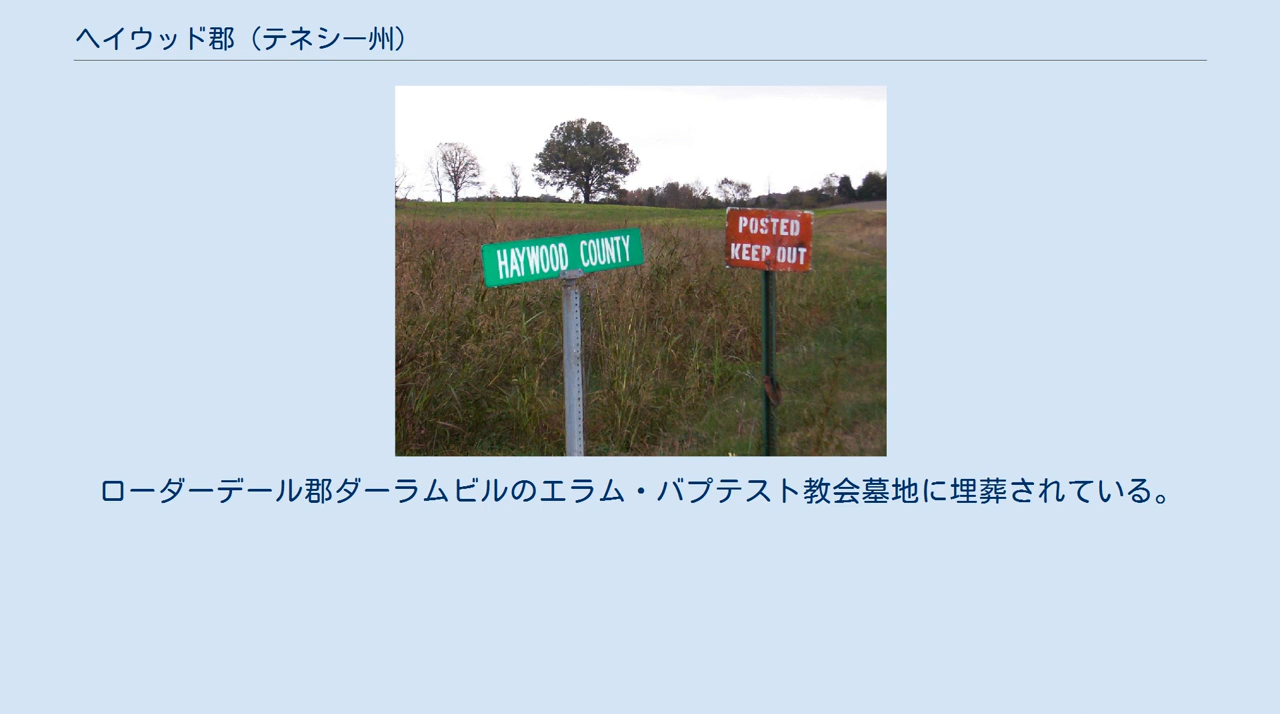 ヘイウッド郡（テネシー州）
HAYWOOD COUNTY
POSTED
KEEP OUT
ローダーデール郡ダーラムビルのエラム・バプテスト教会墓地に埋葬されている。